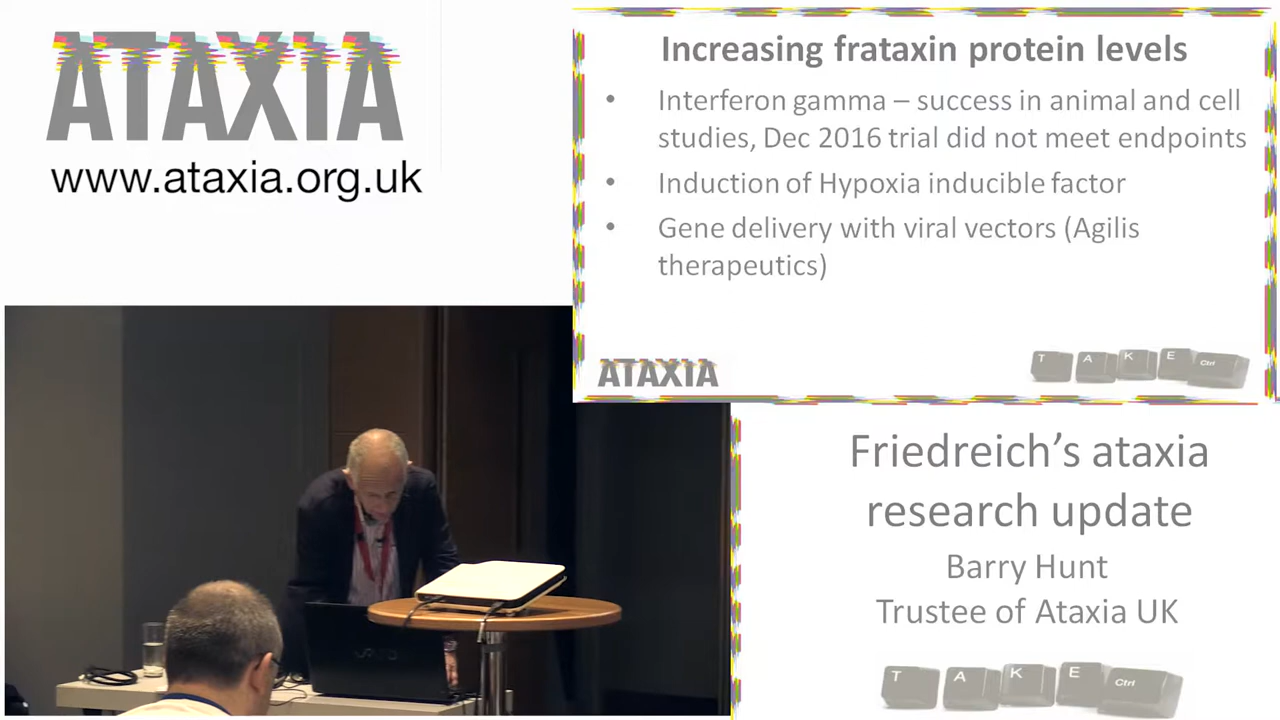 ATAXIA
www.ataxia.org.uk
Increasing frataxin protein levels
• Interferon gamma – success in animal and cell
studies, Dec 2016 trial did not meet endpoints
• Induction of Hypoxia inducible factor
• Gene delivery with viral vectors (Agilis
therapeutics)
ATAXIA
T A K E Ctrl
VAIO
Friedreich's ataxia
research update
Barry Hunt
Trustee of Ataxia UK
T A K E Ctrl